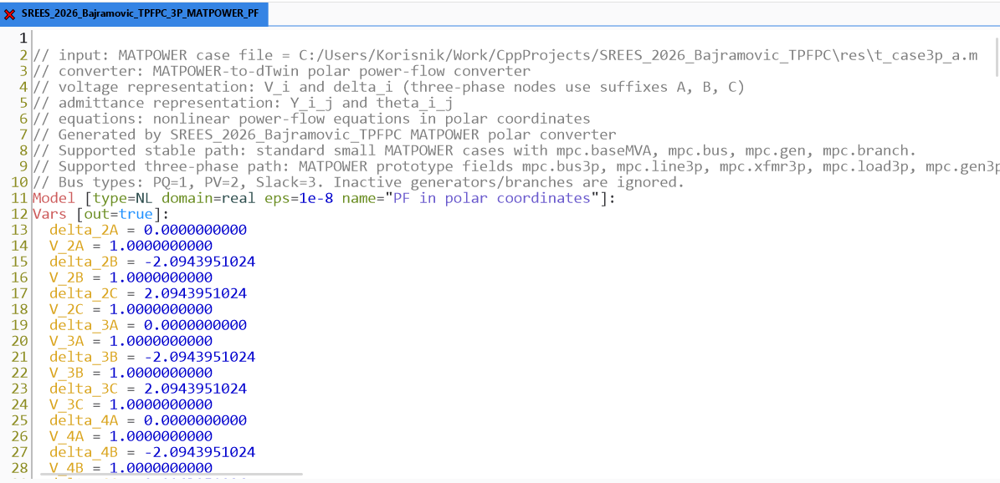 SREES_2026_Bajramovic_TPFPC_3P_MATPOWER_PF
1
2 // input: MATPOWER case file = C:/Users/Korisnik/Work/CppProjects/SREES_2026_Bajramovic_TPFPC\res\t_case3p_a.m
3 // converter: MATPOWER-to-dTwin polar power-flow converter
4 // voltage representation: V_i and delta_i (three-phase nodes use suffixes A, B, C)
5 // admittance representation: Y_i_j and theta_i_j
6 // equations: nonlinear power-flow equations in polar coordinates
7 // Generated by SREES_2026_Bajramovic_TPFPC MATPOWER polar converter
8 // Supported stable path: standard small MATPOWER cases with mpc.baseMVA, mpc.bus, mpc.gen, mpc.branch.
9 // Supported three-phase path: MATPOWER prototype fields mpc.bus3p, mpc.line3p, mpc.xfmr3p, mpc.load3p, mpc.gen3p
10 // Bus types: PQ=1, PV=2, Slack=3. Inactive generators/branches are ignored.
11 Model [type=NL domain=real eps=1e-8 name="PF in polar coordinates"]:
12 Vars [out=true]:
13 delta_2A = 0.0000000000
14 V_2A = 1.0000000000
15 delta_2B = -2.0943951024
16 V_2B = 1.0000000000
17 delta_2C = 2.0943951024
18 V_2C = 1.0000000000
19 delta_3A = 0.0000000000
20 V_3A = 1.0000000000
21 delta_3B = -2.0943951024
22 V_3B = 1.0000000000
23 delta_3C = 2.0943951024
24 V_3C = 1.0000000000
25 delta_4A = 0.0000000000
26 V_4A = 1.0000000000
27 delta_4B = -2.0943951024
28 V_4B = 1.0000000000